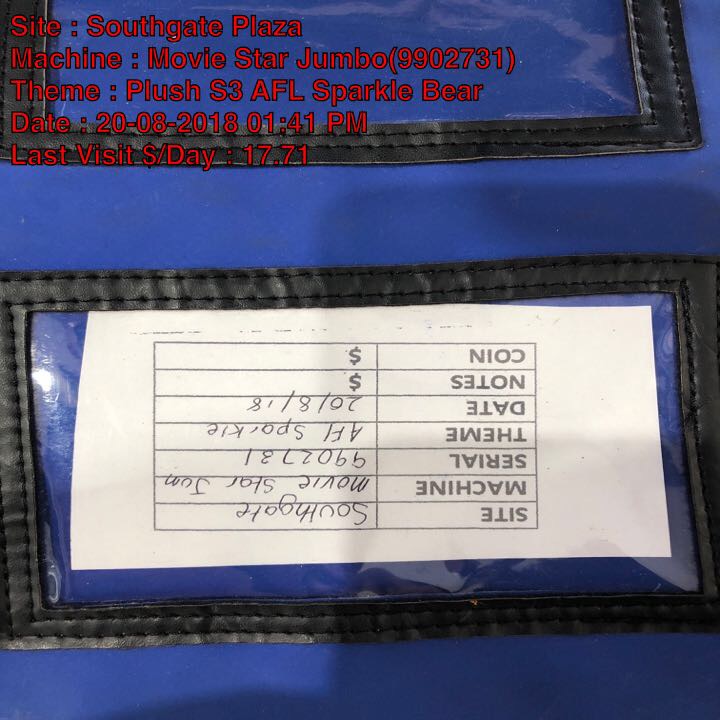 Site : Southgate Plaza
Machine : Movie Star Jumbo(9902731)
Theme : Plush S3 AFL Sparkle Bear
Date : 20-08-2018 01:41 PM
Last Visit $/Day : 17.71
SITE Southgate
MACHINE Movie Star Jum
SERIAL 9902731
THEME AFl Sparkle
DATE 20/8/18
NOTES $
COIN $